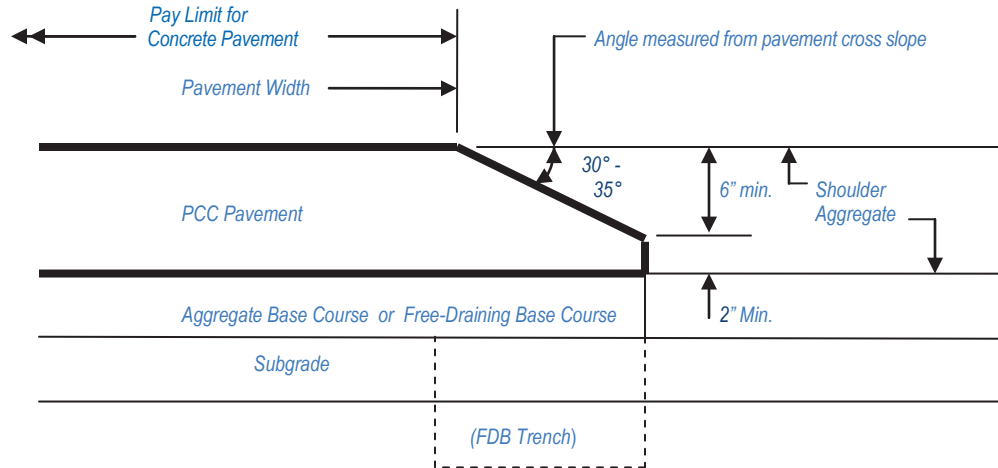 Pay Limit for
Concrete Pavement
Angle measured from pavement cross slope
Pavement Width
30° -
35°
6” min.
Shoulder
Aggregate
PCC Pavement
Aggregate Base Course or Free-Draining Base Course
2” Min.
Subgrade
(FDB Trench)